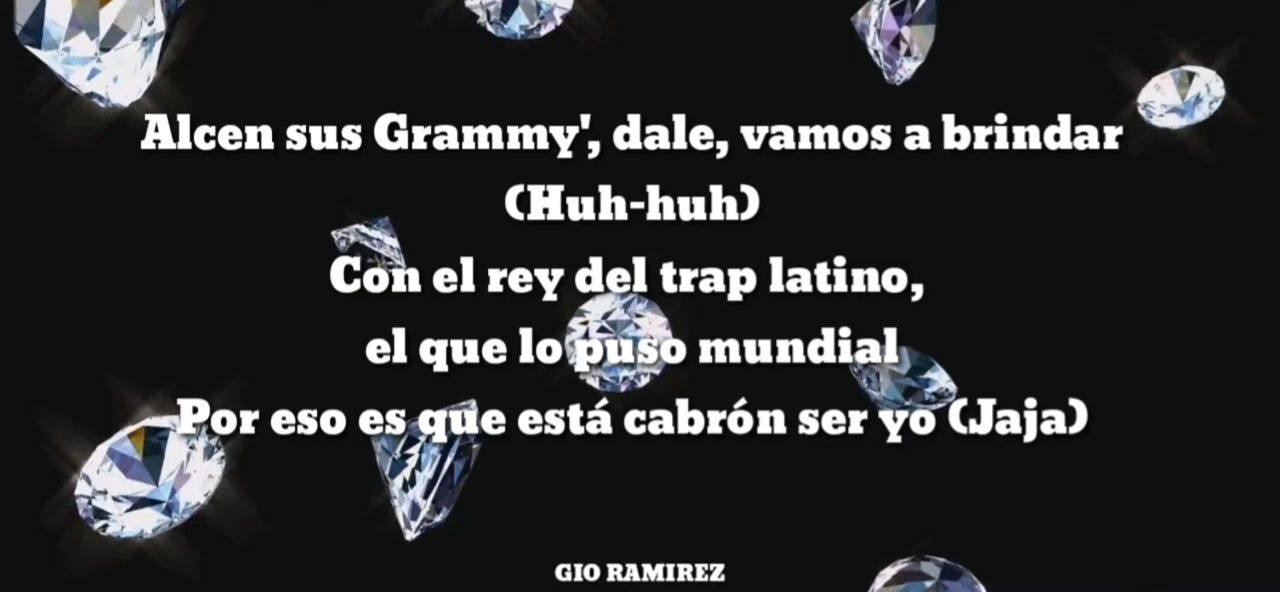 Alcen sus Grammy', dale, vamos a brindar
(Huh-huh)
Con el rey del trap latino,
el que lo puso mundial
Por eso es que está cabrón ser yo (Jaja)
GIO RAMIREZ